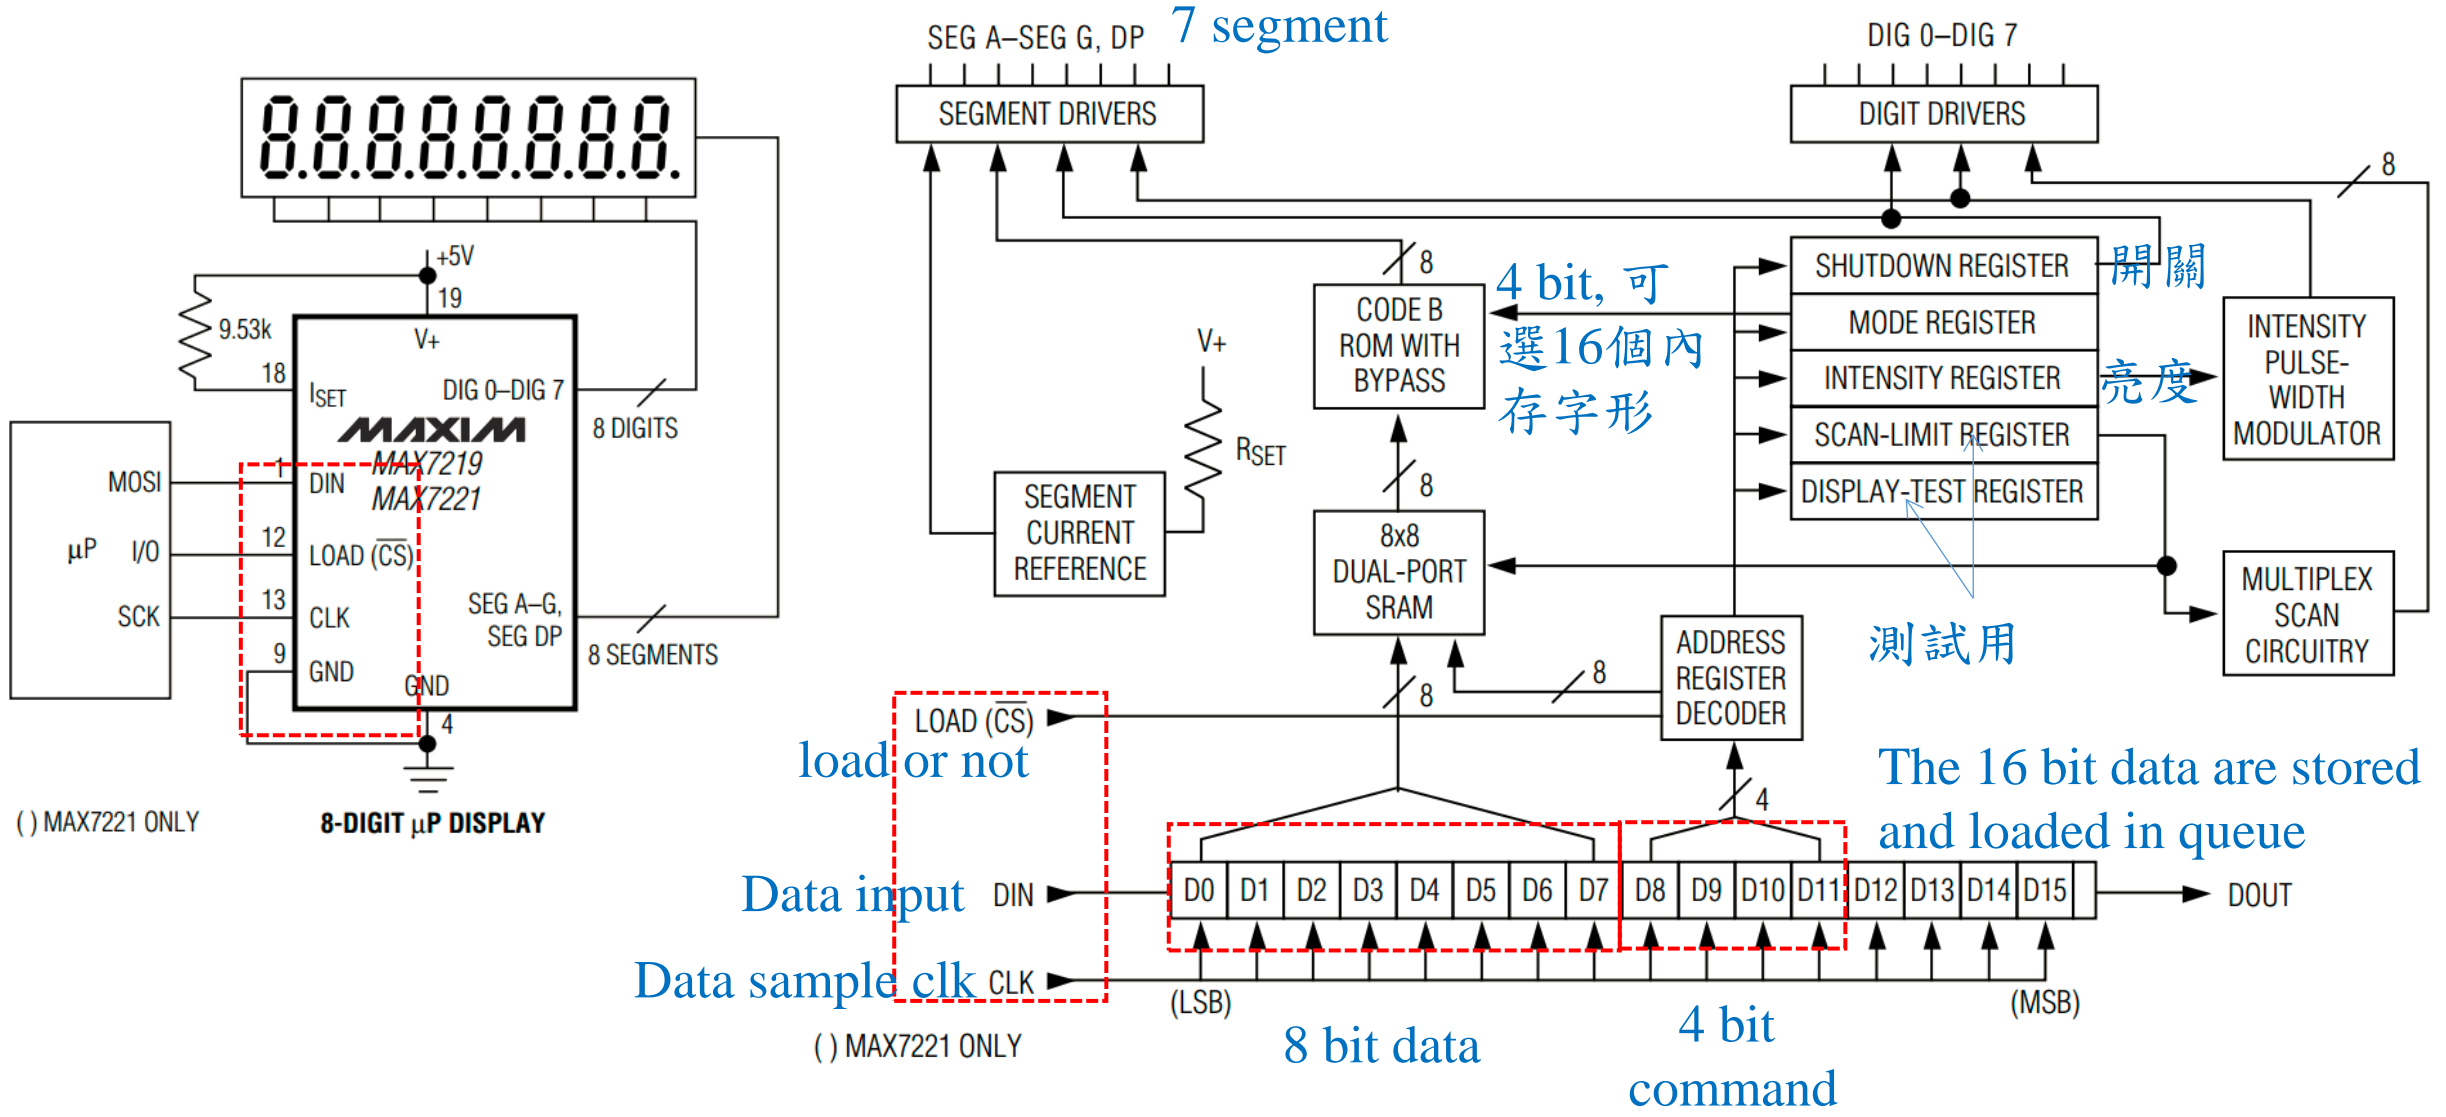 +5V
19
9.53k
V+
18
ISET
DIG 0–DIG 7
MAXIM
8 DIGITS
MAX7219
MAX7221
MOSI
1
DIN
μP
I/O
12
LOAD (CS)
SCK
13
CLK
SEG A–G,
SEG DP
8 SEGMENTS
9
GND
GND
4
( ) MAX7221 ONLY
8-DIGIT μP DISPLAY
SEG A–SEG G, DP
7 segment
DIG 0–DIG 7
SEGMENT DRIVERS
DIGIT DRIVERS
8
8
CODE B
ROM WITH
BYPASS
4 bit, 可
選16個內
存字形
SHUTDOWN REGISTER
開關
MODE REGISTER
INTENSITY REGISTER
亮度
SCAN-LIMIT REGISTER
DISPLAY-TEST REGISTER
INTENSITY
PULSE-
WIDTH
MODULATOR
V+
RSET
SEGMENT
CURRENT
REFERENCE
8
8x8
DUAL-PORT
SRAM
MULTIPLEX
SCAN
CIRCUITRY
測試用
ADDRESS
REGISTER
DECODER
8
8
LOAD (CS)
load or not
4
The 16 bit data are stored
and loaded in queue
Data input
DIN
D0 D1 D2 D3 D4 D5 D6 D7 D8 D9 D10 D11 D12 D13 D14 D15
DOUT
Data sample clk
CLK
(LSB)
(MSB)
( ) MAX7221 ONLY
8 bit data
4 bit
command